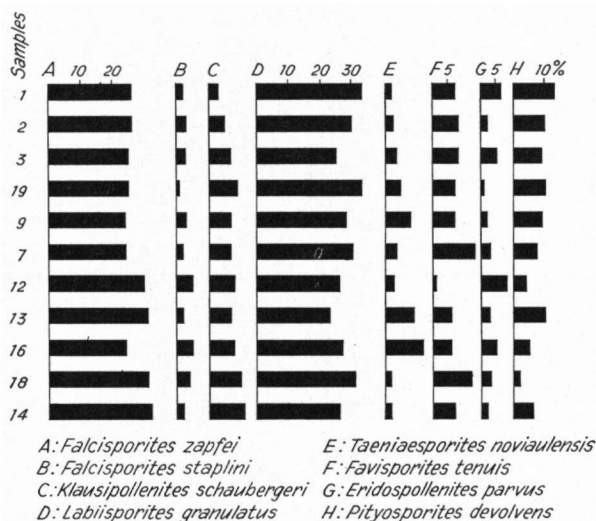 Samples
A B C D E F 5 G 5 H
10 20 10 20 30 10%
1
2
3
19
9
7
12
13
16
18
14
A: Falcisporites zapfei E: Taeniaesporites noviaulensis
B: Falcisporites staplini F: Favisporites tenuis
C: Klausipollenites schaubergeri G: Eridospollenites parvus
D: Labiisporites granulatus H: Pityosporites devolvens